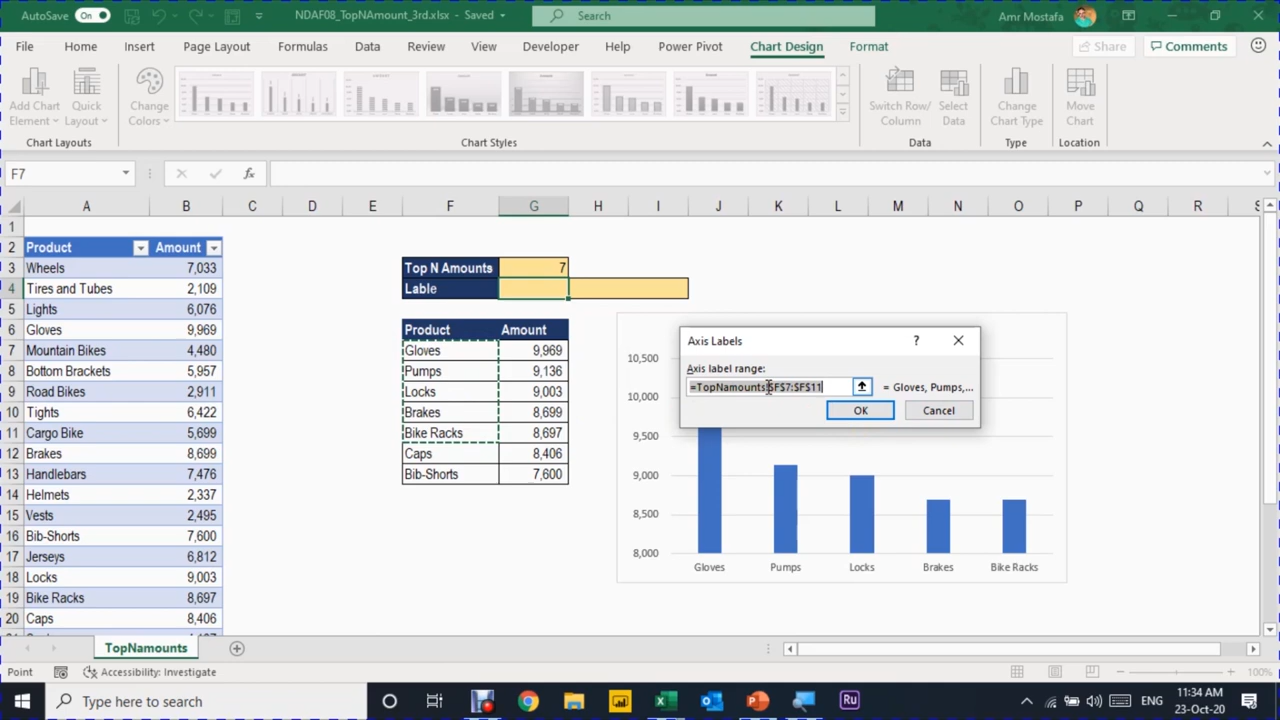 AutoSave On NDAF08_TopNAmount_3rd.xlsx - Saved Search Amr Mostafa
File Home Insert Page Layout Formulas Data Review View Developer Help Power Pivot Chart Design Format Share Comments
Add Chart Element
Quick Layout
Change Colors
Switch Row/ Column
Select Data
Change Chart Type
Move Chart
Chart Layouts Chart Styles Data Type Location
F7 fx
A B C D E F G H I J K L M N O P Q R S
1
2 Product Amount
3 Wheels 7,033 Top N Amounts 7
4 Tires and Tubes 2,109 Lable
5 Lights 6,076
6 Gloves 9,969 Product Amount
7 Mountain Bikes 4,480 Gloves 9,969
8 Bottom Brackets 5,957 Pumps 9,136
9 Road Bikes 2,911 Locks 9,003
10 Tights 6,422 Brakes 8,699
11 Cargo Bike 5,699 Bike Racks 8,697
12 Brakes 8,699 Caps 8,406
13 Handlebars 7,476 Bib-Shorts 7,600
14 Helmets 2,337
15 Vests 2,495
16 Bib-Shorts 7,600
17 Jerseys 6,812
18 Locks 9,003
19 Bike Racks 8,697
20 Caps 8,406
Axis Labels ?
Axis label range:
=TopNamounts!$F$7:$F$11 = Gloves, Pumps,...
OK Cancel
10,500
10,000
9,500
9,000
8,500
8,000
Gloves Pumps Locks Brakes Bike Racks
TopNamounts
Point Accessibility: Investigate 100%
Type here to search Ru ENG 11:34 AM
23-Oct-20